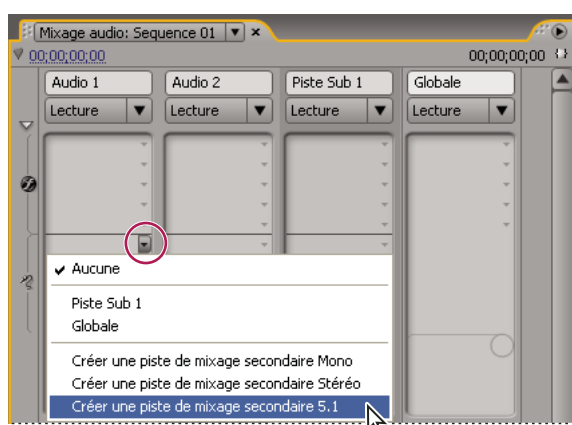 Mixage audio: Sequence 01
00;00;00;00 00;00;00;00
Audio 1 Audio 2 Piste Sub 1 Globale
Lecture Lecture Lecture Lecture
Aucune
Piste Sub 1
Globale
Créer une piste de mixage secondaire Mono
Créer une piste de mixage secondaire Stéréo
Créer une piste de mixage secondaire 5.1